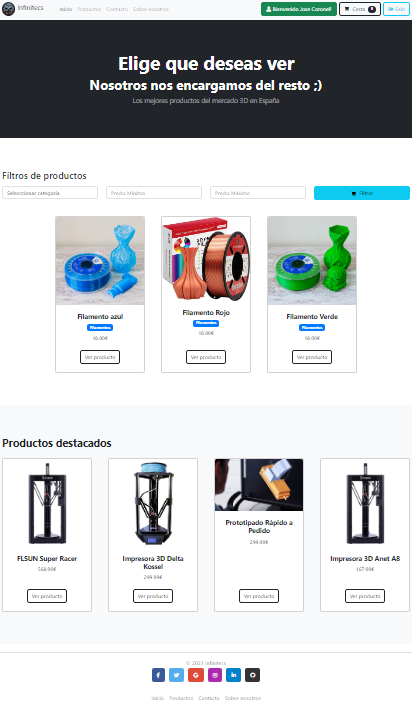 Infinitecs
Inicio Productos Contacto Sobre nosotros
Bienvenido Jose Coronell
Cesta 0
Salir
Elige que deseas ver
Nosotros nos encargamos del resto ;)
Los mejores productos del mercado 3D en España
Filtros de productos
Seleccionar categoría
Precio Mínimo
Precio Máximo
Filtrar
Filamento azul
Filamentos
18.00€
Ver producto
Filamento Rojo
Filamentos
18.00€
Ver producto
Filamento Verde
Filamentos
18.00€
Ver producto
Productos destacados
FLSUN Super Racer
568.00€
Ver producto
Impresora 3D Delta
Kossel
299.99€
Ver producto
Prototipado Rápido a
Pedido
299.00€
Ver producto
Impresora 3D Anet A8
167.00€
Ver producto
© 2023 Infinitecs
Inicio Productos Contacto Sobre nosotros